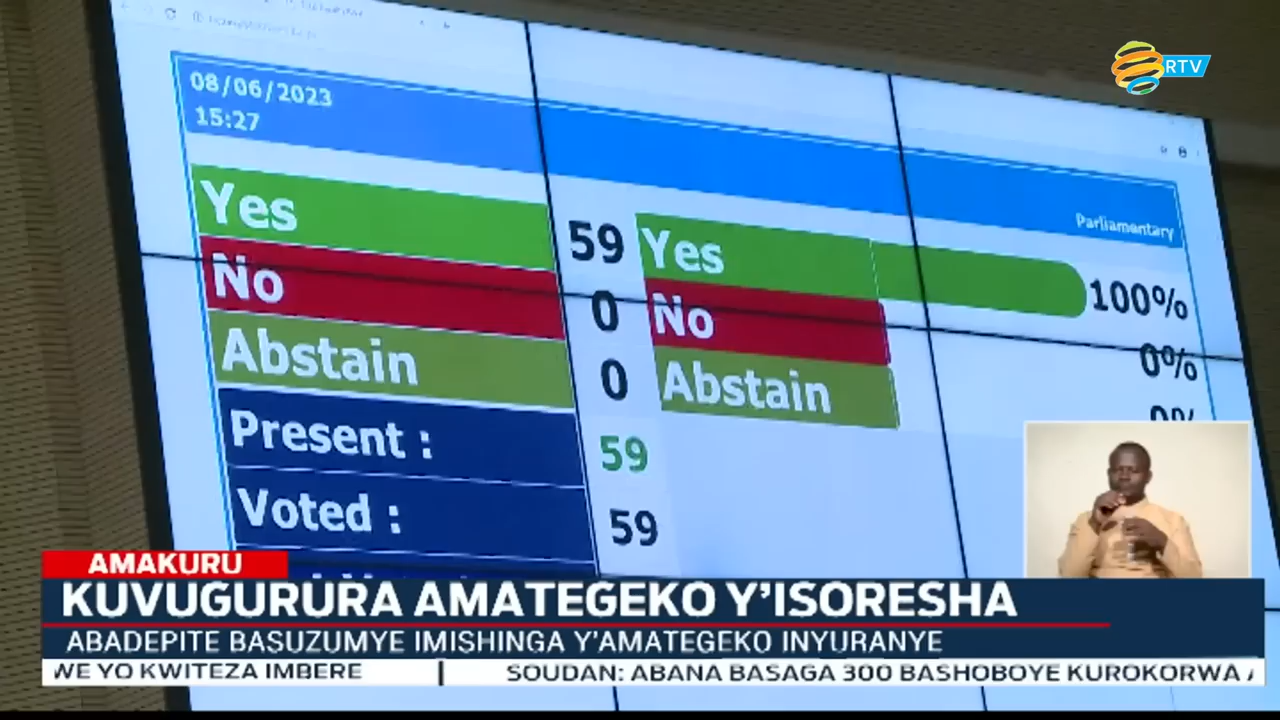 RTV
08/06/2023
15:27
Parliamentary
Yes 59 Yes 100%
No 0 No 0%
Abstain 0 Abstain 0%
Present : 59
Voted : 59
AMAKURU
KUVUGURURA AMATEGEKO Y'ISORESHA
ABADEPITE BASUZUMYE IMISHINGA Y'AMATEGEKO INYURANYE
WE YO KWITEZA IMBERE | SOUDAN: ABANA BASAGA 300 BASHOBOYE KUROKORWA